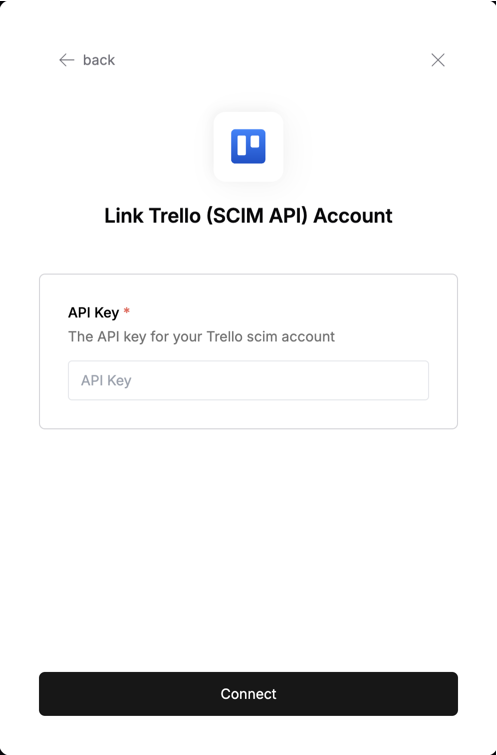 back
Link Trello (SCIM API) Account
API Key *
The API key for your Trello scim account
API Key
Connect